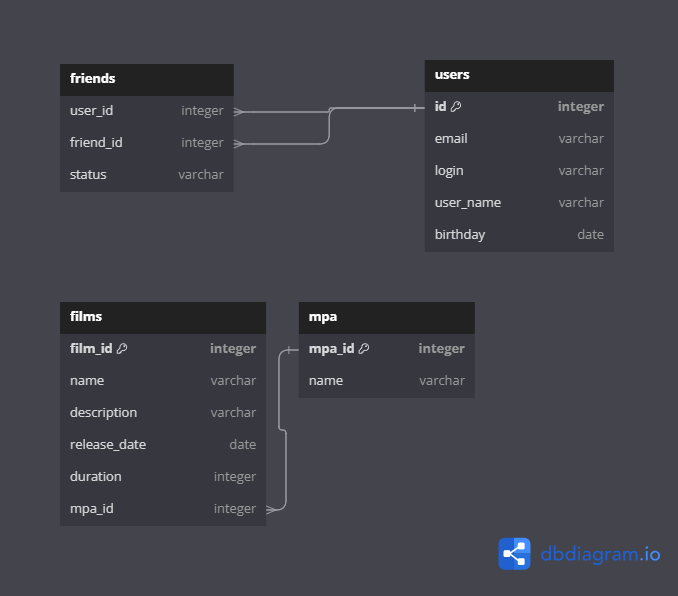 friends
user_id integer
friend_id integer
status varchar
users
id integer
email varchar
login varchar
user_name varchar
birthday date
films
film_id integer
name varchar
description varchar
release_date date
duration integer
mpa_id integer
mpa
mpa_id integer
name varchar
dbdiagram.io